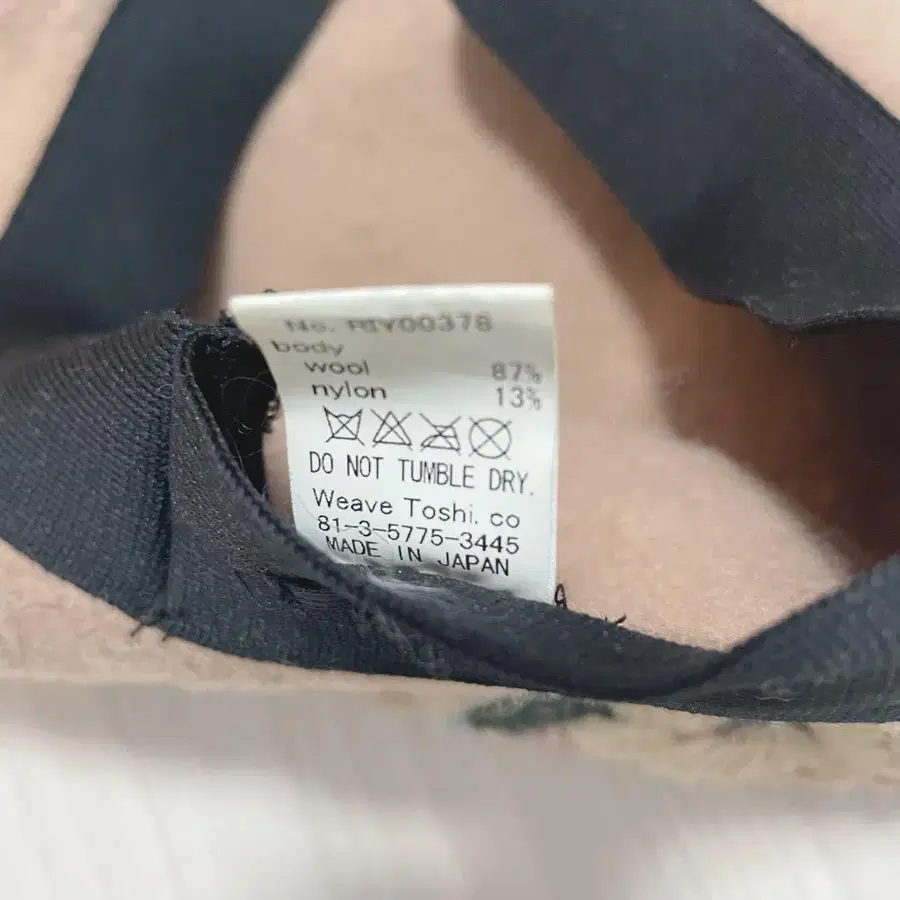 No. RIY00378
body
wool 87%
nylon 13%
DO NOT TUMBLE DRY.
Weave Toshi. co
81-3-5775-3445
MADE IN JAPAN